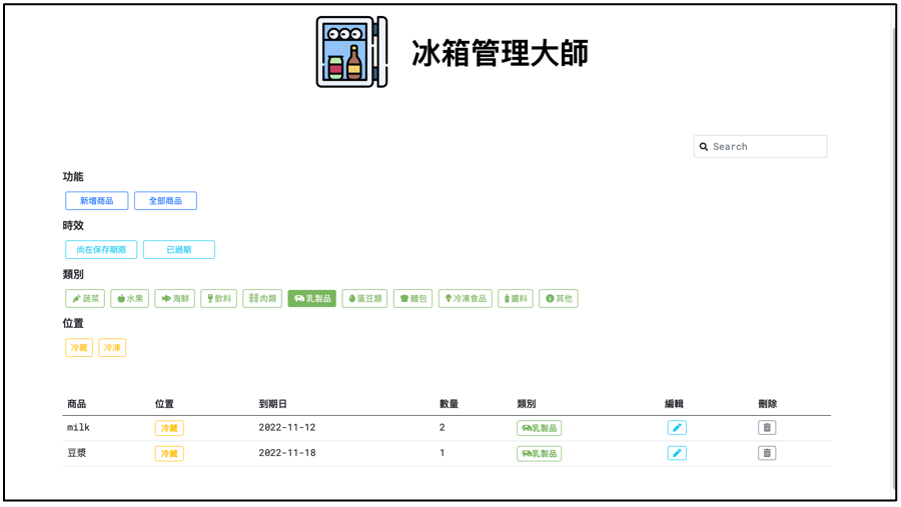 冰箱管理大師
Search
功能
新增商品 全部商品
時效
尚在保存期限 已過期
類別
蔬菜 水果 海鮮 飲料 肉類 乳製品 蛋豆類 麵包 冷凍食品 醬料 其他
位置
冷藏 冷凍
商品 位置 到期日 數量 類別 編輯 刪除
milk 冷藏 2022-11-12 2 乳製品
豆漿 冷藏 2022-11-18 1 乳製品